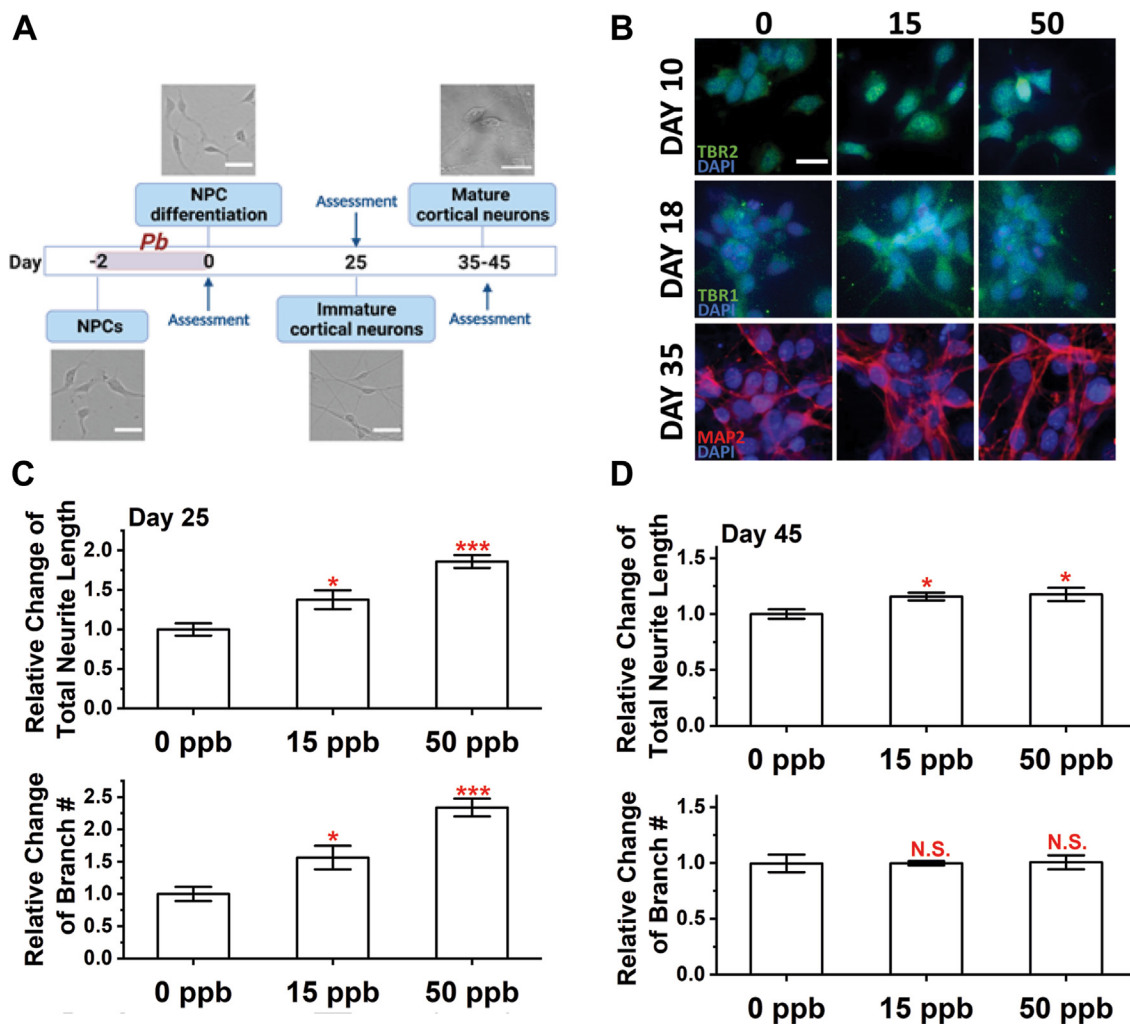 A
NPC
differentiation
Assessment
Mature
cortical neurons
Pb
Day
-2
0
25
35-45
NPCs
Assessment
Immature
cortical neurons
Assessment
B
0
15
50
DAY 10
TBR2
DAPI
DAY 18
TBR1
DAPI
DAY 35
MAP2
DAPI
C
Relative Change of
Total Neurite Length
Day 25
2.0
1.5
1.0
0.5
0.0
*
***
0 ppb
15 ppb
50 ppb
Relative Change
of Branch #
2.5
2.0
1.5
1.0
0.5
0.0
*
***
0 ppb
15 ppb
50 ppb
D
Relative Change of
Total Neurite Length
Day 45
1.5
1.0
0.5
0.0
*
*
0 ppb
15 ppb
50 ppb
Relative Change
of Branch #
1.5
1.0
0.5
0.0
N.S.
N.S.
0 ppb
15 ppb
50 ppb